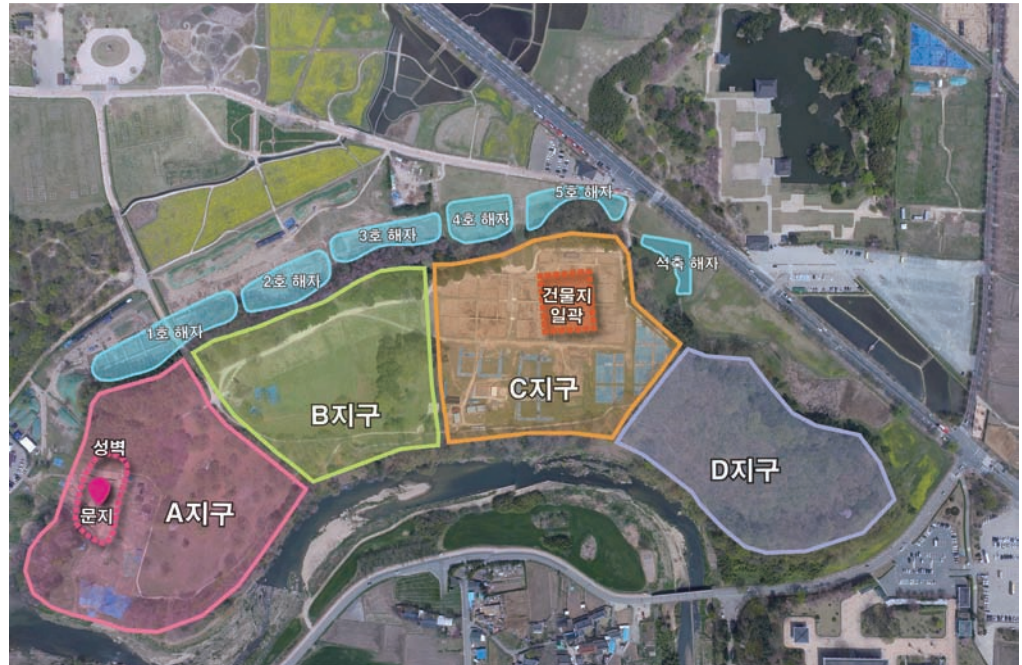 5호 해자
4호 해자
3호 해자
석축 해자
2호 해자
건물지
일곽
1호 해자
C지구
B지구
성벽
D지구
A지구
문지